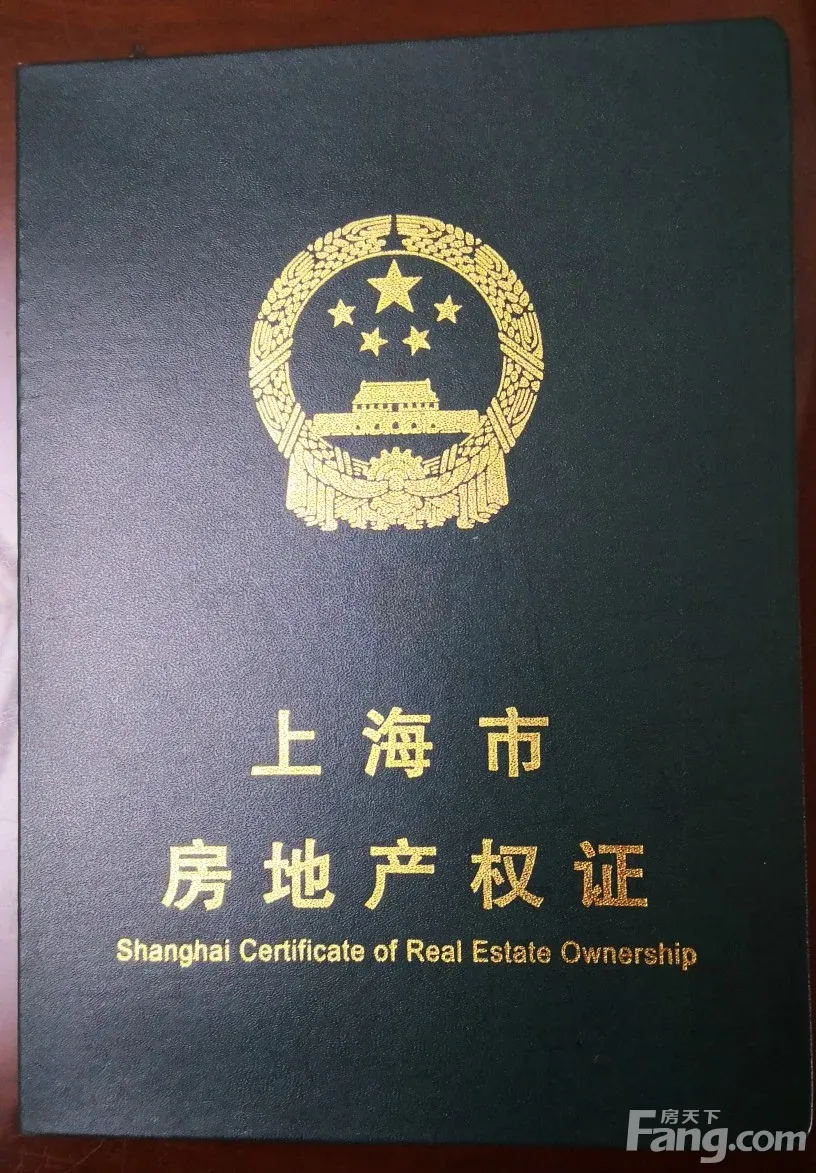 上海市
房地产权证
Shanghai Certificate of Real Estate Ownership
房天下
Fang.com